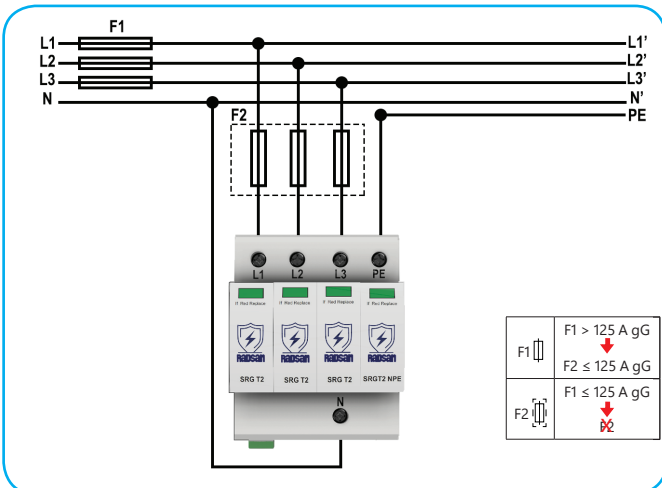 F1
L1 L1'
L2 L2'
L3 L3'
N N'
F2 PE
L1 L2 L3 PE
If Red Replace If Red Replace If Red Replace If Red Replace
RADSAN RADSAN RADSAN RADSAN
SRG T2 SRG T2 SRG T2 SRGT2 NPE
N
F1 F1 > 125 A gG
F2 ≤ 125 A gG
F2 F1 ≤ 125 A gG
F2